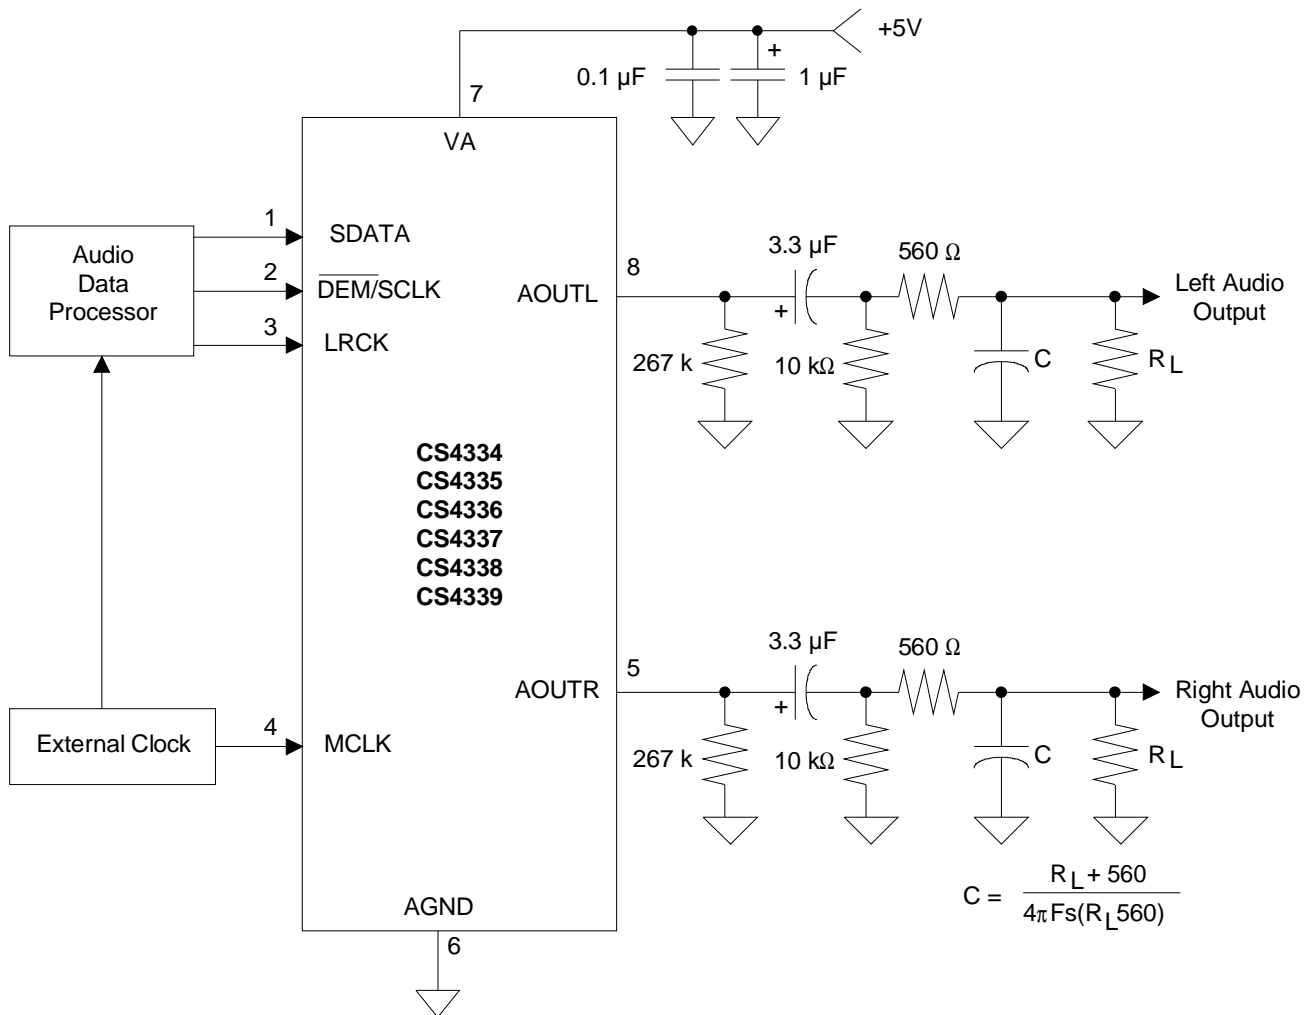 +5V
+
0.1 µF
1 µF
7
VA
1
SDATA
Audio
Data
Processor
2
DEM/SCLK
3
LRCK
8
AOUTL
3.3 µF
+
560 Ω
Left Audio
Output
267 k
10 kΩ
C
RL
CS4334
CS4335
CS4336
CS4337
CS4338
CS4339
5
AOUTR
3.3 µF
+
560 Ω
Right Audio
Output
267 k
10 kΩ
C
RL
External Clock
4
MCLK
AGND
6
C = RL + 560
4πFs(RL560)